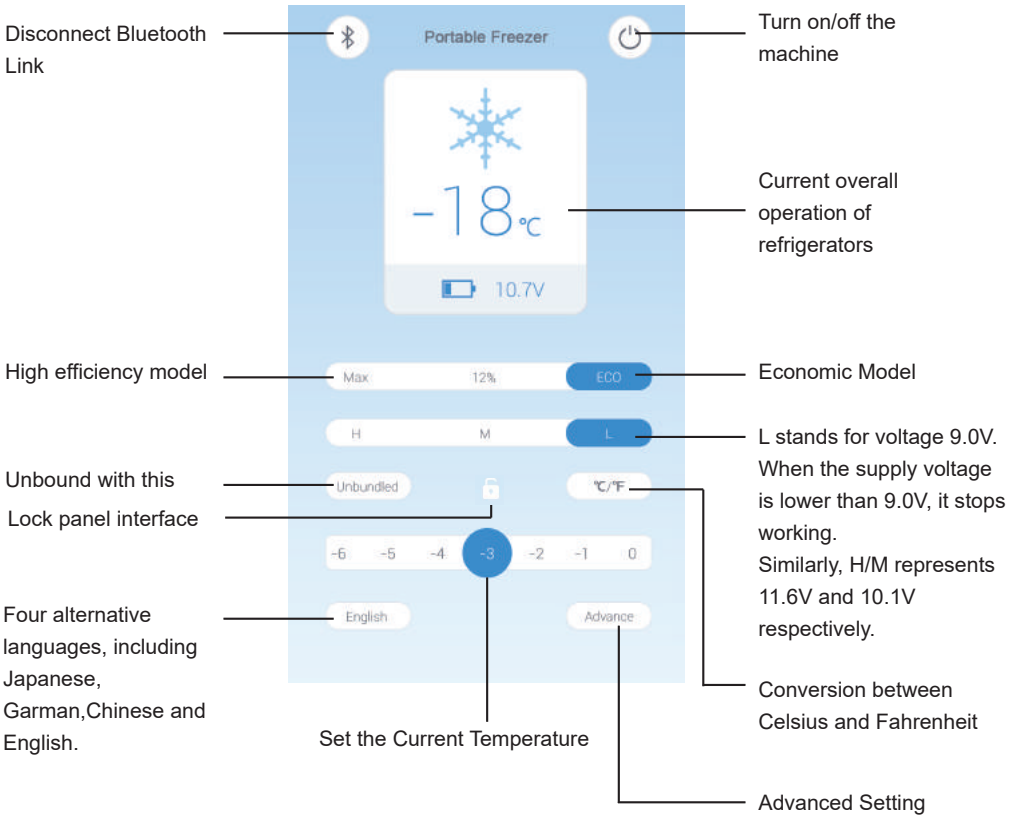 Disconnect Bluetooth
Link
Portable Freezer
Turn on/off the
machine
-18℃
10.7V
Current overall
operation of
refrigerators
High efficiency model
Max 12% ECO
Economic Model
H M L
L stands for voltage 9.0V.
When the supply voltage
is lower than 9.0V, it stops
working.
Similarly, H/M represents
11.6V and 10.1V
respectively.
Unbound with this
Unbundled ℃/℉
Lock panel interface
-6 -5 -4 -3 -2 -1 0
English Advance
Four alternative
languages, including
Japanese,
Garman,Chinese and
English.
Set the Current Temperature
Conversion between
Celsius and Fahrenheit
Advanced Setting